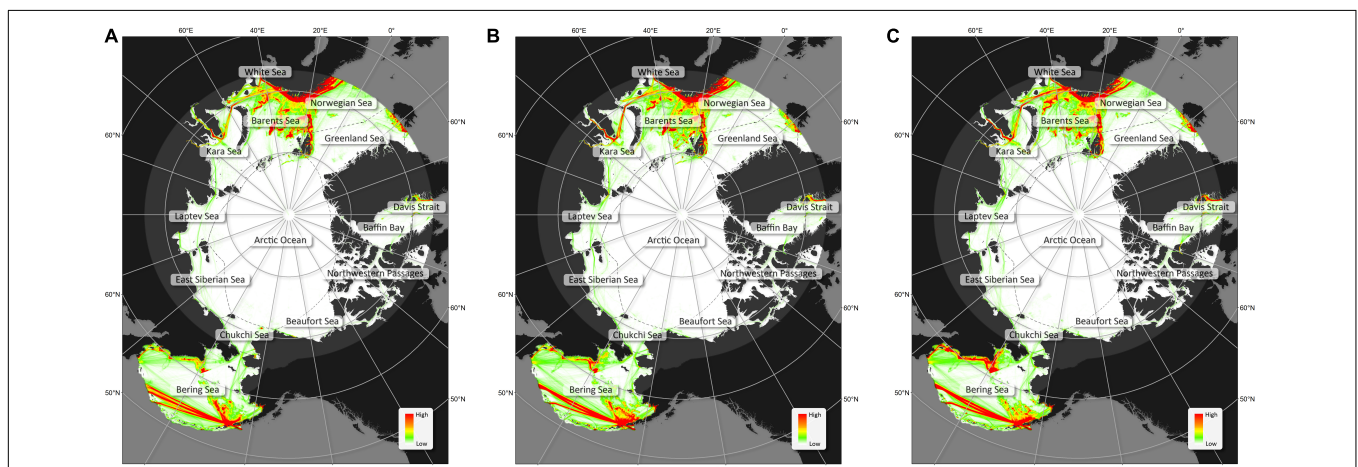 A
60°E
40°E
20°E
0°
White Sea
Norwegian Sea
Barents Sea
60°N
60°N
Greenland Sea
Kara Sea
Davis Strait
Laptev Sea
Baffin Bay
Arctic Ocean
Northwestern Passages
East Siberian Sea
60°N
60°N
Beaufort Sea
Chukchi Sea
Bering Sea
50°N
50°N
High
Low
B
60°E
40°E
20°E
0°
White Sea
Norwegian Sea
Barents Sea
60°N
60°N
Greenland Sea
Kara Sea
Davis Strait
Laptev Sea
Baffin Bay
Arctic Ocean
Northwestern Passages
East Siberian Sea
60°N
60°N
Beaufort Sea
Chukchi Sea
Bering Sea
50°N
50°N
High
Low
C
60°E
40°E
20°E
0°
White Sea
Norwegian Sea
Barents Sea
60°N
60°N
Greenland Sea
Kara Sea
Davis Strait
Laptev Sea
Baffin Bay
Arctic Ocean
Northwestern Passages
East Siberian Sea
60°N
60°N
Beaufort Sea
Chukchi Sea
Bering Sea
50°N
50°N
High
Low